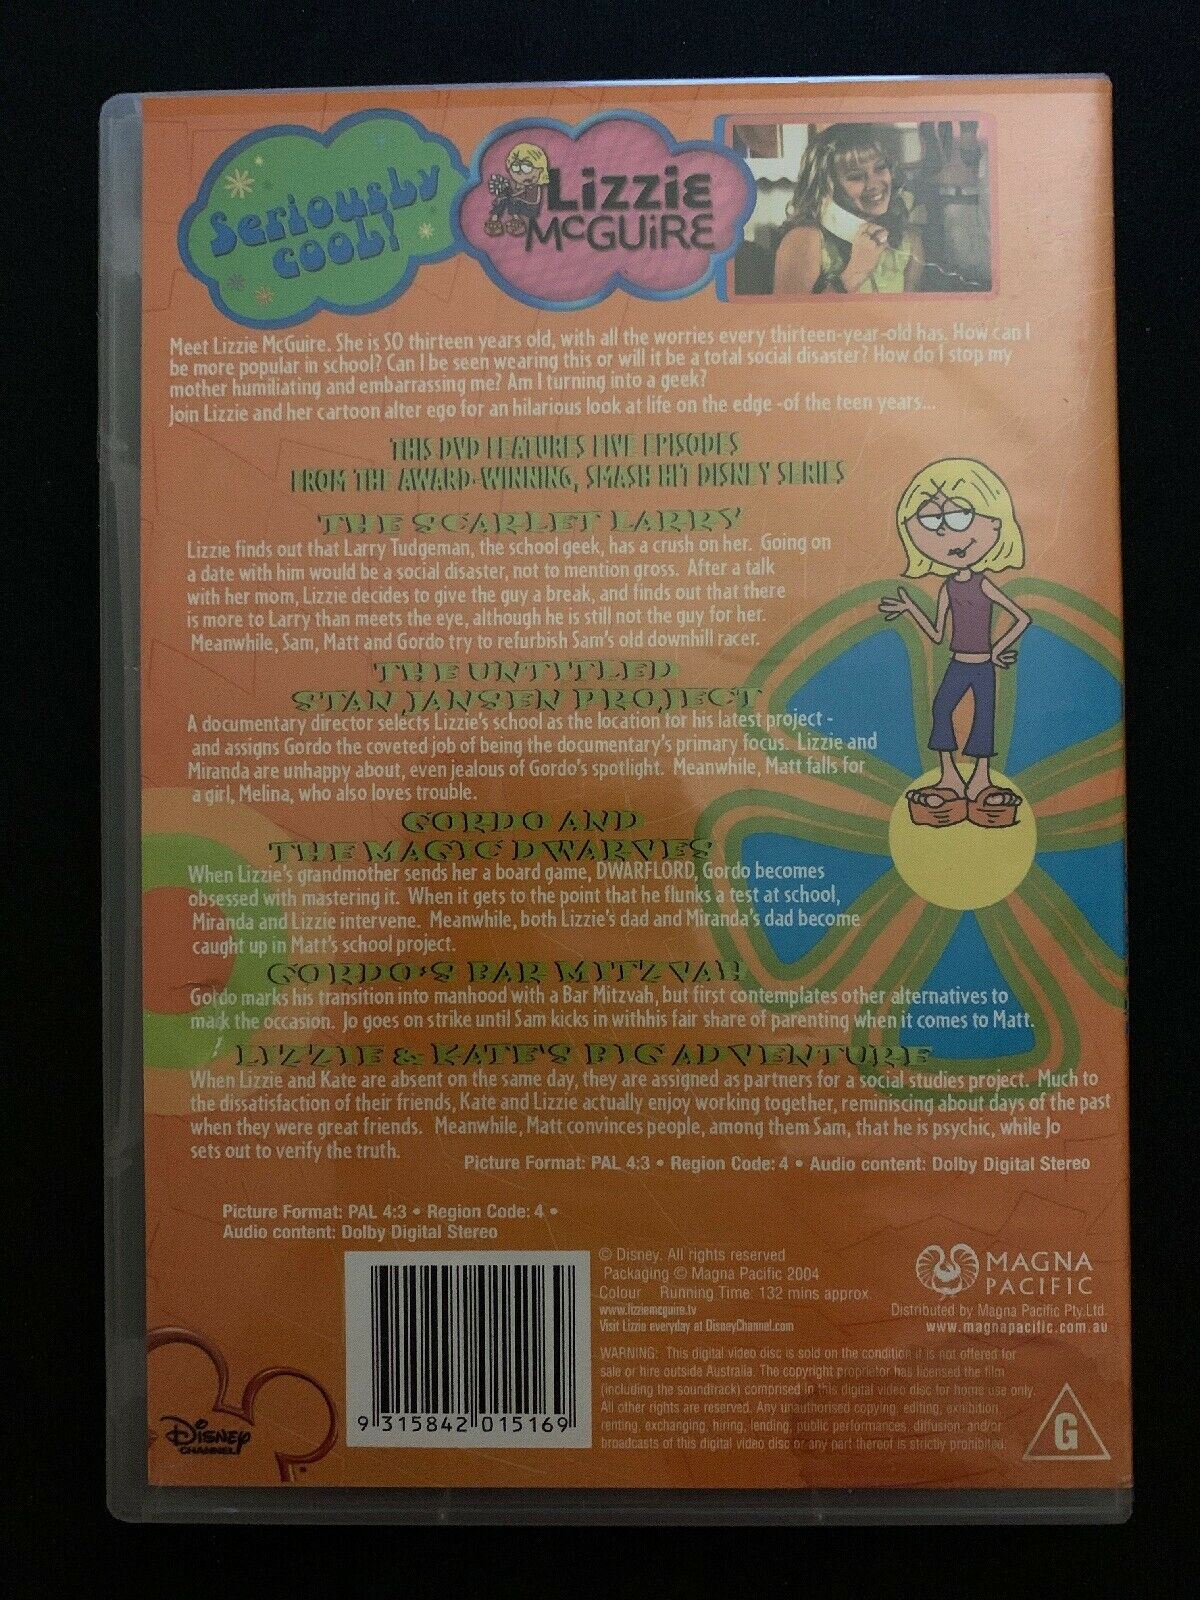 Seriously
cool!
Lizzie
McGUiRE
Meet Lizzie McGuire. She is SO thirteen years old, with all the worries every thirteen-year-old has. How can I
be more popular in school? Can I be seen wearing this or will it be a total social disaster? How do I stop my
mother humiliating and embarrassing me? Am I turning into a geek?
Join Lizzie and her cartoon alter ego for an hilarious look at life on the edge -of the teen years...
THIS DVD FEATURES FIVE EPISODES
FROM THE AWARD-WINNING, SMASH HIT DISNEY SERIES
THE SCARLET LARRY
Lizzie finds out that Larry Tudgeman, the school geek, has a crush on her. Going on
a date with him would be a social disaster, not to mention gross. After a talk
with her mom, Lizzie decides to give the guy a break, and finds out that there
is more to Larry than meets the eye, although he is still not the guy for her.
Meanwhile, Sam, Matt and Gordo try to refurbish Sam's old downhill racer.
THE UNTITLED
STAN JANSEN PROJECT
A documentary director selects Lizzie's school as the location for his latest project -
and assigns Gordo the coveted job of being the documentary's primary focus. Lizzie and
Miranda are unhappy about, even jealous of Gordo's spotlight. Meanwhile, Matt falls for
a girl, Melina, who also loves trouble.
GORDO AND
THE MAGIC DWARVES
When Lizzie's grandmother sends her a board game, DWARFLORD, Gordo becomes
obsessed with mastering it. When it gets to the point that he flunks a test at school,
Miranda and Lizzie intervene. Meanwhile, both Lizzie's dad and Miranda's dad become
caught up in Matt's school project.
GORDO'S BAR MITZVAH
Gordo marks his transition into manhood with a Bar Mitzvah, but first contemplates other alternatives to
mark the occasion. Jo goes on strike until Sam kicks in withhis fair share of parenting when it comes to Matt.
LIZZIE & KATE'S BIG ADVENTURE
When Lizzie and Kate are absent on the same day, they are assigned as partners for a social studies project. Much to
the dissatisfaction of their friends, Kate and Lizzie actually enjoy working together, reminiscing about days of the past
when they were great friends. Meanwhile, Matt convinces people, among them Sam, that he is psychic, while Jo
sets out to verify the truth.
Picture Format: PAL 4:3 • Region Code: 4 • Audio content: Dolby Digital Stereo
Picture Format: PAL 4:3 • Region Code: 4 •
Audio content: Dolby Digital Stereo
© Disney. All rights reserved
Packaging © Magna Pacific 2004
Colour Running Time: 132 mins approx.
www.lizziemcguire.tv
Visit Lizzie everyday at DisneyChannel.com
MAGNA
PACIFIC
Distributed by Magna Pacific Pty.Ltd.
www.magnapacific.com.au
WARNING: This digital video disc is sold on the condition it is not offered for
sale or hire outside Australia. The copyright proprietor has licensed the film
(including the soundtrack) comprised in this digital video disc for home use only.
All other rights are reserved. Any unauthorised copying, editing, exhibition,
renting, exchanging, hiring, lending, public performances, diffusion, and/or
broadcasts of this digital video disc or any part thereof is strictly prohibited.
9 315842 015169
Disney
CHANNEL
G